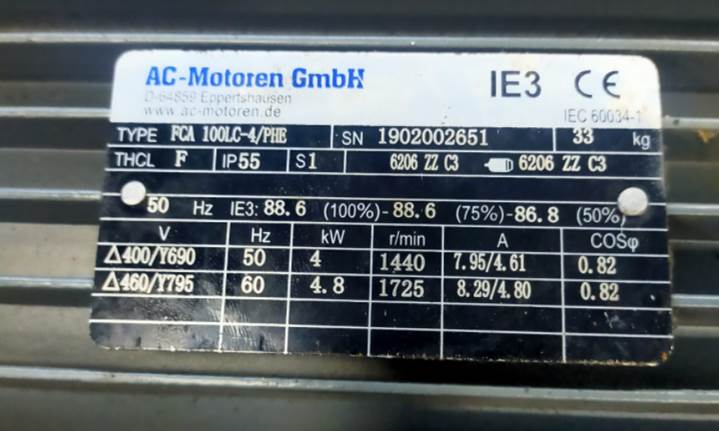 AC-Motoren GmbH
IE3 CE
D-64859 Eppertshausen
www.ac-motoren.de
IEC 60034-1
TYPE FCA 100LC-4/PHE SN 1902002651 33 kg
THCL F IP55 S1 6206 ZZ C3 6206 ZZ C3
50 Hz IE3: 88.6 (100%)-88.6 (75%)-86.8 (50%)
V Hz kW r/min A COSφ
Δ400/Y690 50 4 1440 7.95/4.61 0.82
Δ460/Y795 60 4.8 1725 8.29/4.80 0.82